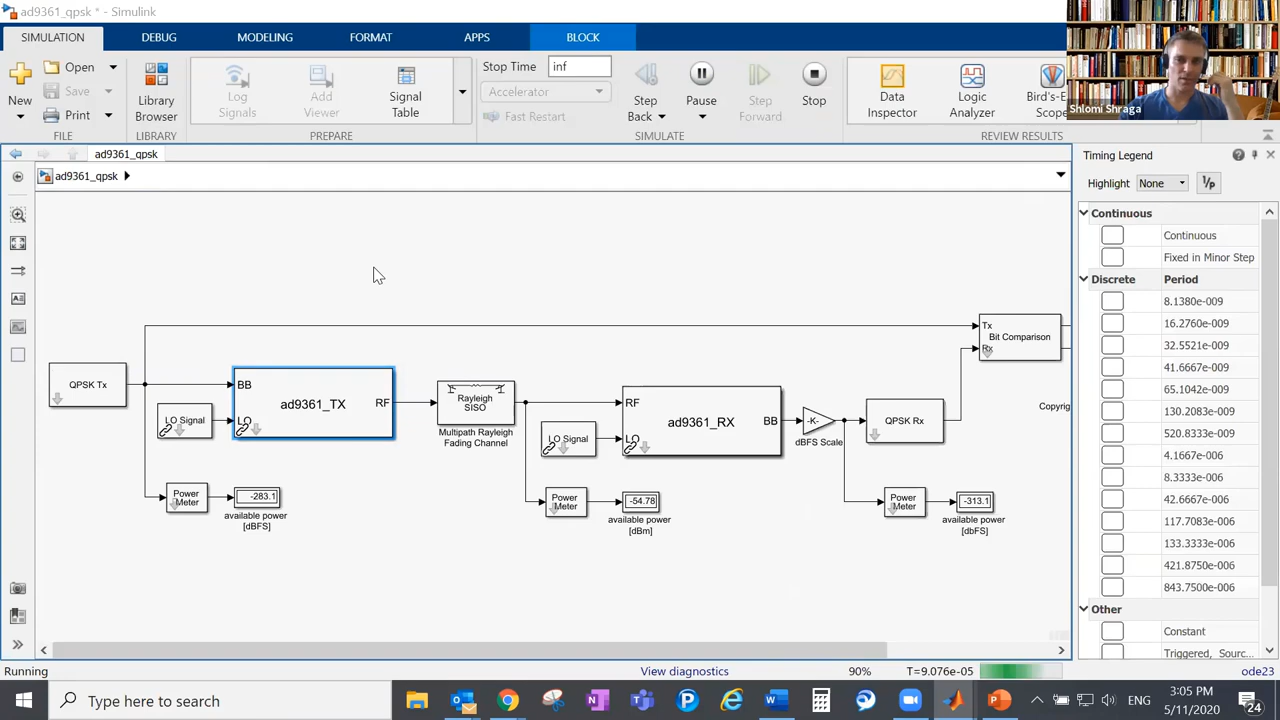 ad9361_qpsk * - Simulink
SIMULATION
DEBUG
MODELING
FORMAT
APPS
BLOCK
New
Open
Save
Print
FILE
Library
Browser
LIBRARY
Log
Signals
Add
Viewer
Signal
Table
PREPARE
Stop Time
inf
Accelerator
Fast Restart
Step
Back
Pause
Step
Forward
Stop
SIMULATE
Data
Inspector
Logic
Analyzer
Bird's-E
Scope
REVIEW RESULTS
Shlomi Shraga
ad9361_qpsk
ad9361_qpsk
QPSK Tx
LO Signal
BB
LO
ad9361_TX
RF
Rayleigh
SISO
Multipath Rayleigh
Fading Channel
LO Signal
RF
LO
ad9361_RX
BB
-K-
dBFS Scale
QPSK Rx
Tx
Rx
Bit Comparison
Copyrig
Power
Meter
-283.1
available power
[dBFS]
Power
Meter
-54.78
available power
[dBm]
Power
Meter
-313.1
available power
[dbFS]
Timing Legend
Highlight
None
1/P
Continuous
Continuous
Fixed in Minor Step
Discrete
Period
8.1380e-009
16.2760e-009
32.5521e-009
41.6667e-009
65.1042e-009
130.2083e-009
520.8333e-009
4.1667e-006
8.3333e-006
42.6667e-006
117.7083e-006
133.3333e-006
421.8750e-006
843.7500e-006
Other
Constant
Triggered, Sourc...
Running
View diagnostics
90%
T=9.076e-05
ode23
Type here to search
ENG
3:05 PM
5/11/2020
24